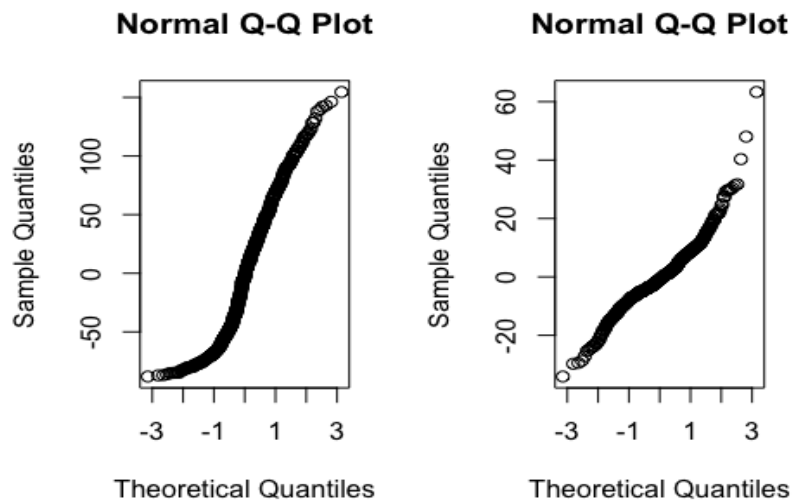 Normal Q-Q Plot
Sample Quantiles
100
50
0
-50
-3 -1 1 3
Theoretical Quantiles
Normal Q-Q Plot
Sample Quantiles
60
40
20
0
-20
-3 -1 1 3
Theoretical Quantiles